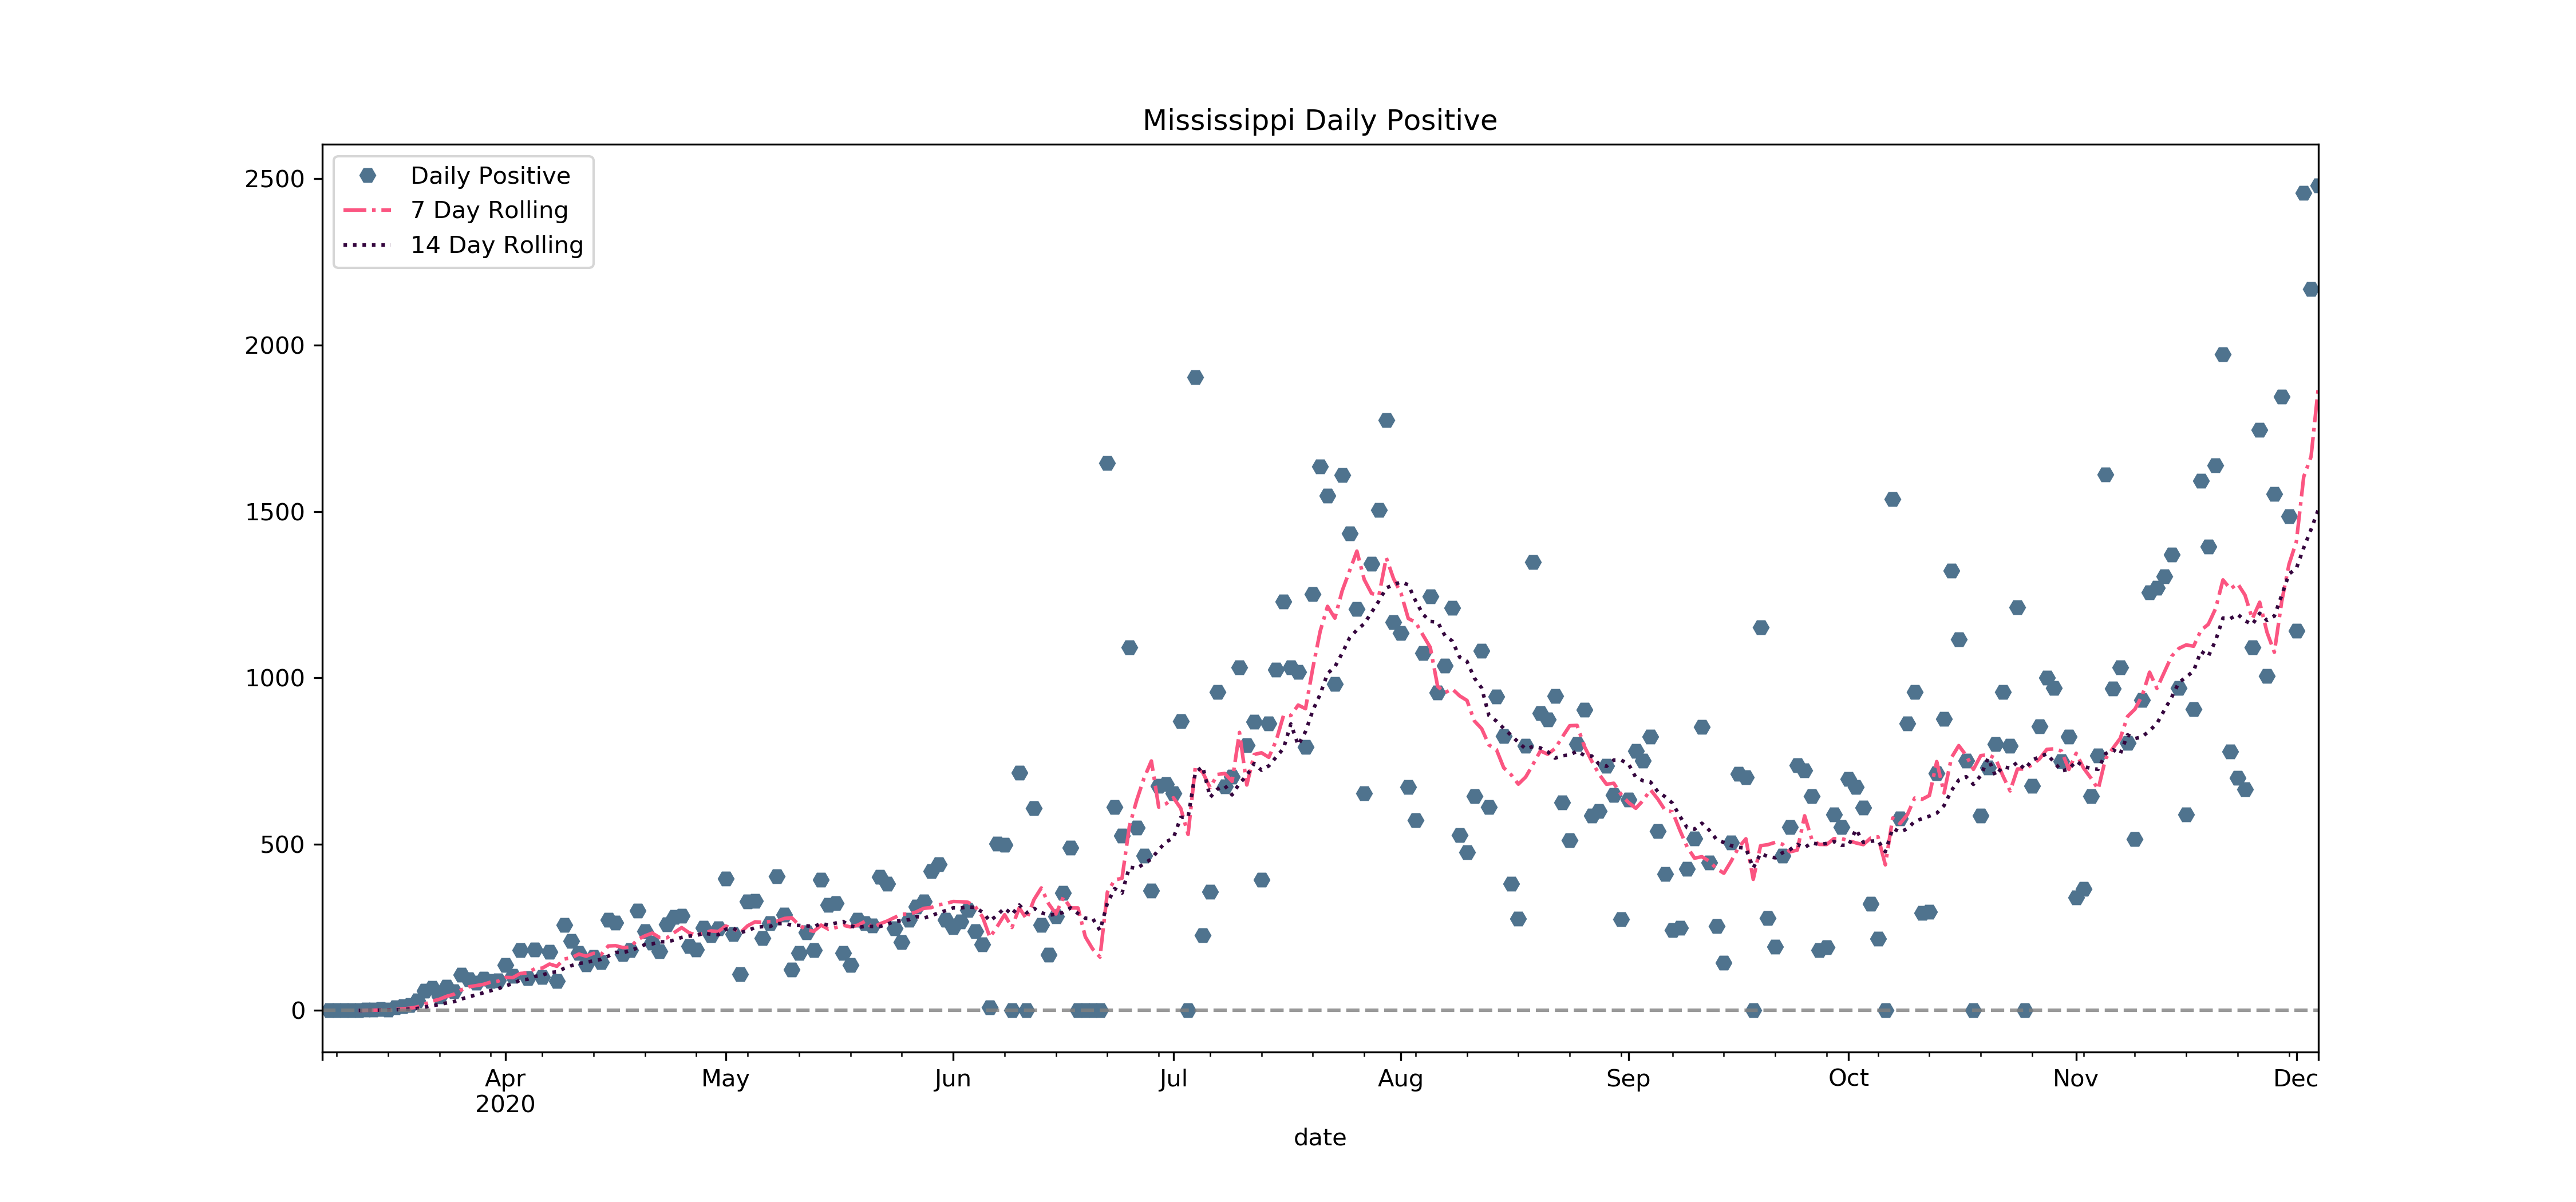 Mississippi Daily Positive
Daily Positive
7 Day Rolling
14 Day Rolling
2500
2000
1500
1000
500
0
Apr May Jun Jul Aug Sep Oct Nov Dec
2020
date